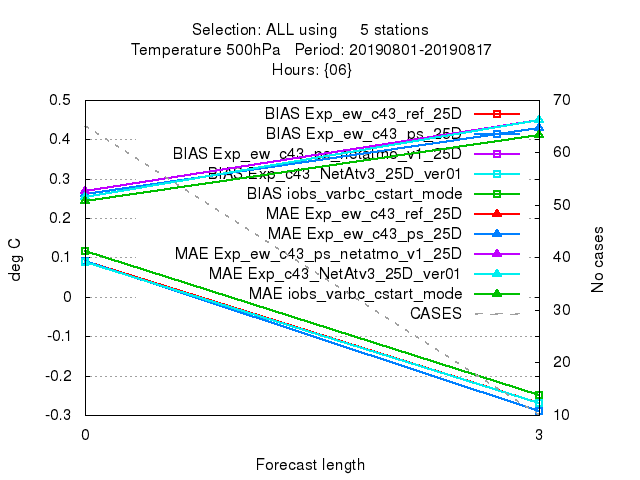 Selection: ALL using 5 stations
Temperature 500hPa Period: 20190801-20190817
Hours: {06}
0.5
0.4
0.3
0.2
0.1
0
-0.1
-0.2
-0.3
deg C
70
60
50
40
30
20
10
No cases
BIAS Exp_ew_c43_ref_25D
BIAS Exp_ew_c43_ps_25D
BIAS Exp_ew_c43_ps_netatmo_v1_25D
BIAS Exp_c43_NetAtv3_25D_ver01
BIAS iobs_varbc_cstart_mode
MAE Exp_ew_c43_ref_25D
MAE Exp_ew_c43_ps_25D
MAE Exp_ew_c43_ps_netatmo_v1_25D
MAE Exp_c43_NetAtv3_25D_ver01
MAE iobs_varbc_cstart_mode
CASES
0 3
Forecast length